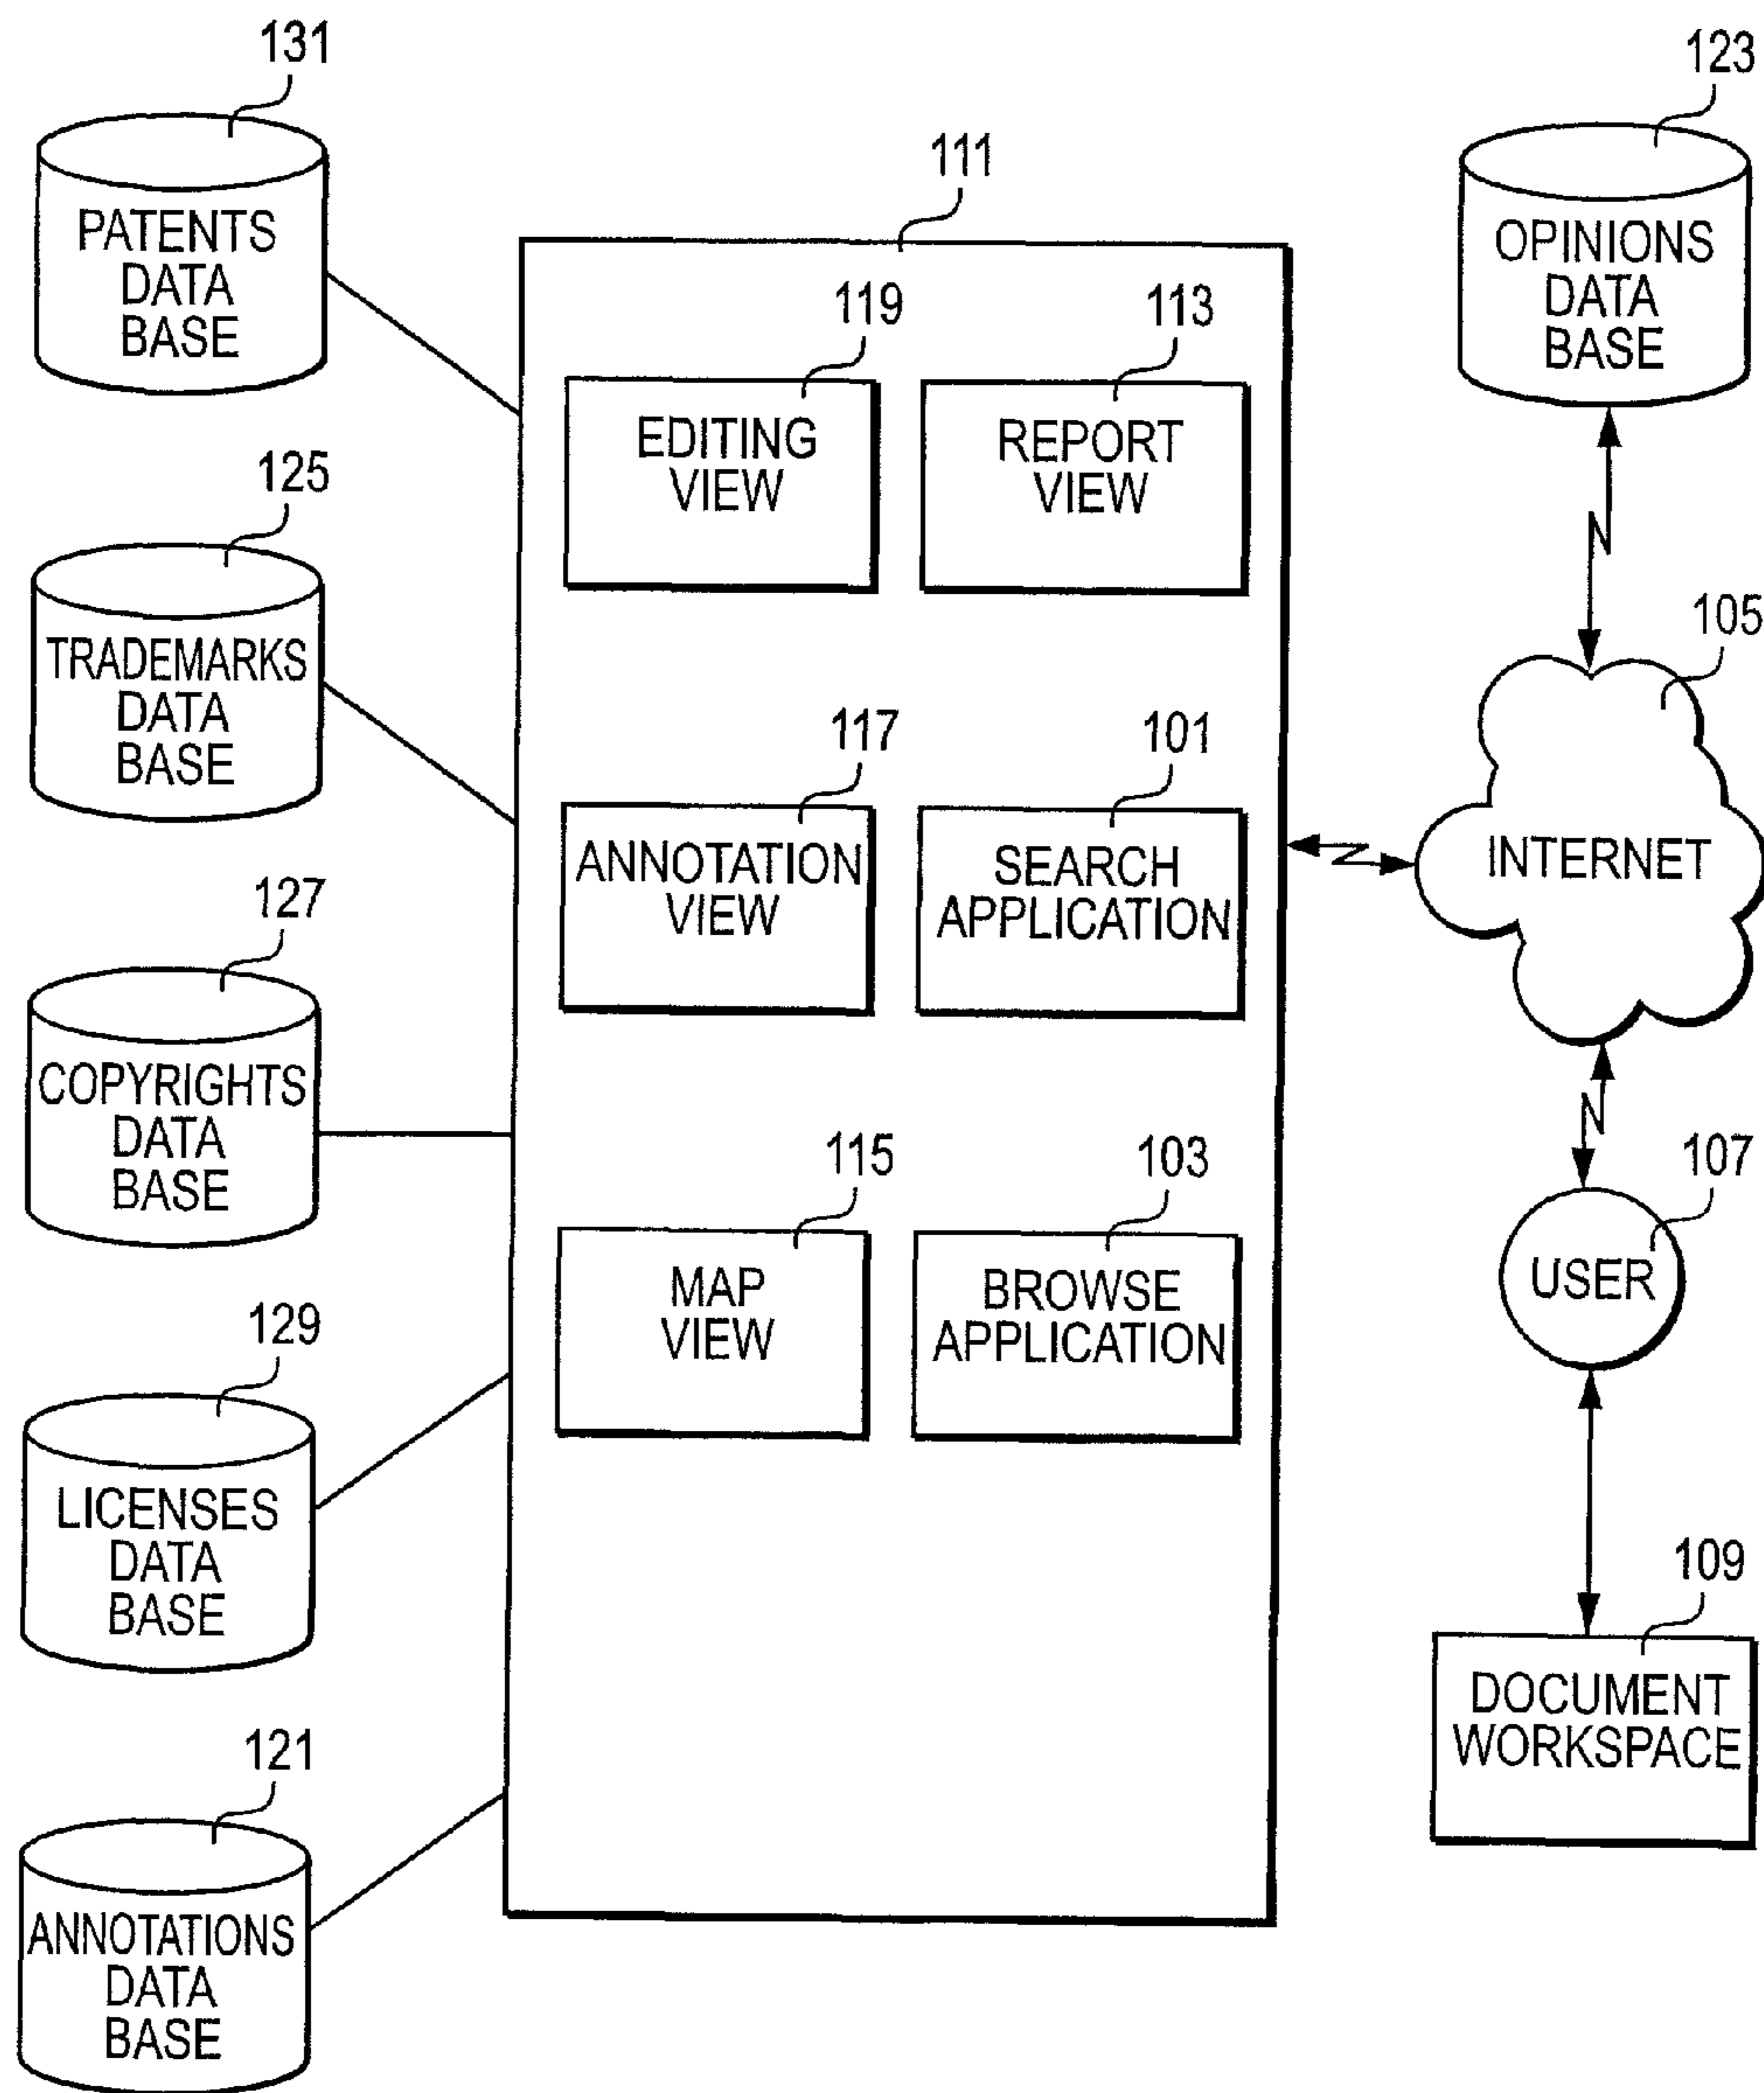 131
PATENTS
DATA
BASE
125
TRADEMARKS
DATA
BASE
127
COPYRIGHTS
DATA
BASE
129
LICENSES
DATA
BASE
121
ANNOTATIONS
DATA
BASE
111
119
EDITING
VIEW
113
REPORT
VIEW
117
ANNOTATION
VIEW
101
SEARCH
APPLICATION
115
MAP
VIEW
103
BROWSE
APPLICATION
123
OPINIONS
DATA
BASE
105
INTERNET
107
USER
109
DOCUMENT
WORKSPACE